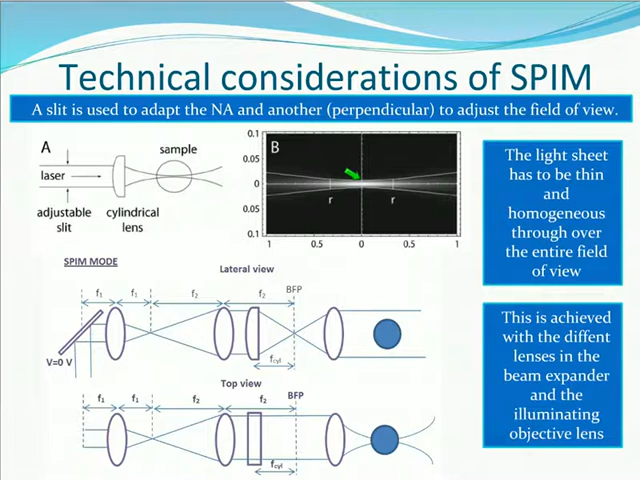 Technical considerations of SPIM
A slit is used to adapt the NA and another (perpendicular) to adjust the field of view.
A
sample
laser
adjustable
slit
cylindrical
lens
B
0.1
0.05
0
0.05
0.1
r
r
1
0.5
0
0.5
1
The light sheet
has to be thin
and
homogeneous
through over
the entire field
of view
SPIM MODE
Lateral view
f₁
f₁
f₂
f₂
BFP
V=0 V
fcyl
Top view
f₁
f₁
f₂
f₂
BFP
fcyl
This is achieved
with the diffent
lenses in the
beam expander
and the
illuminating
objective lens